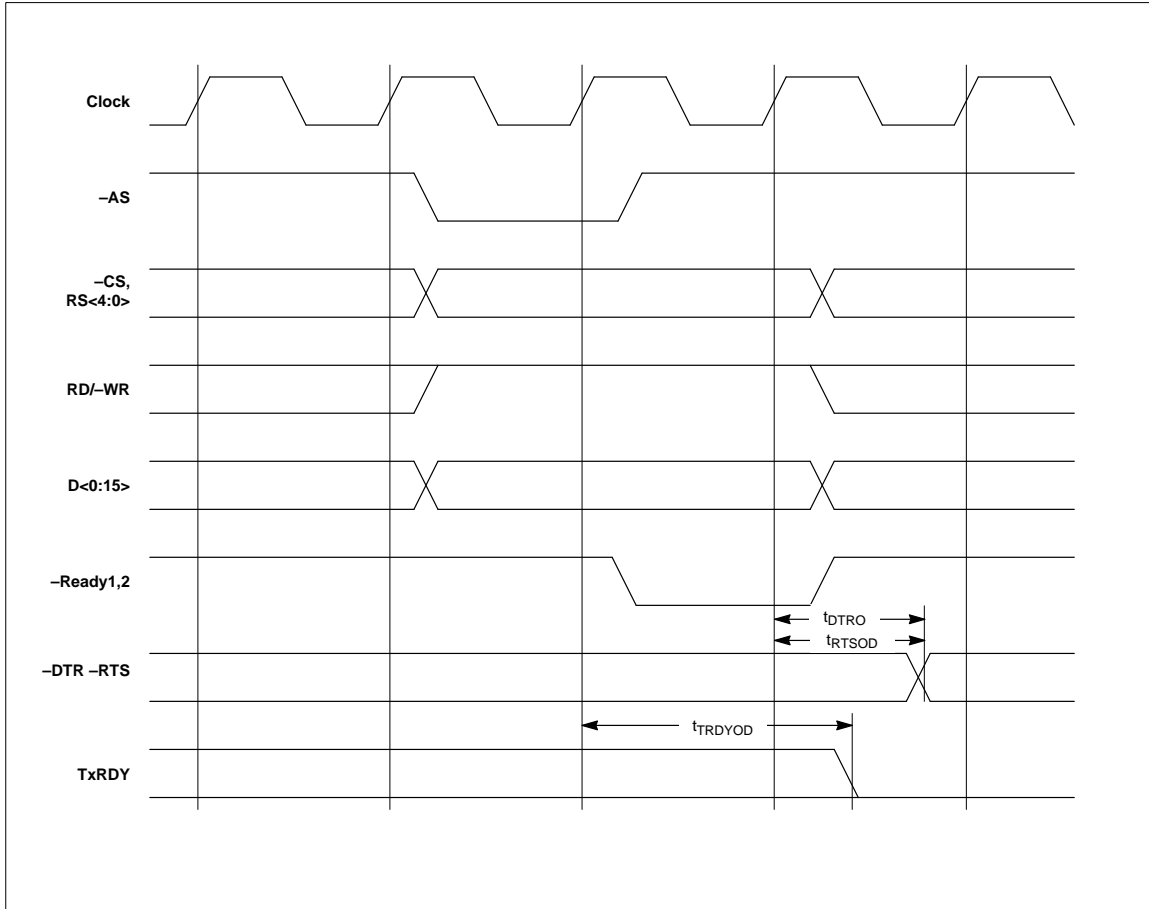 Clock
–AS
–CS,
RS<4:0>
RD/–WR
D<0:15>
–Ready1,2
tDTRO
tRTSOD
–DTR –RTS
tTRDYOD
TxRDY